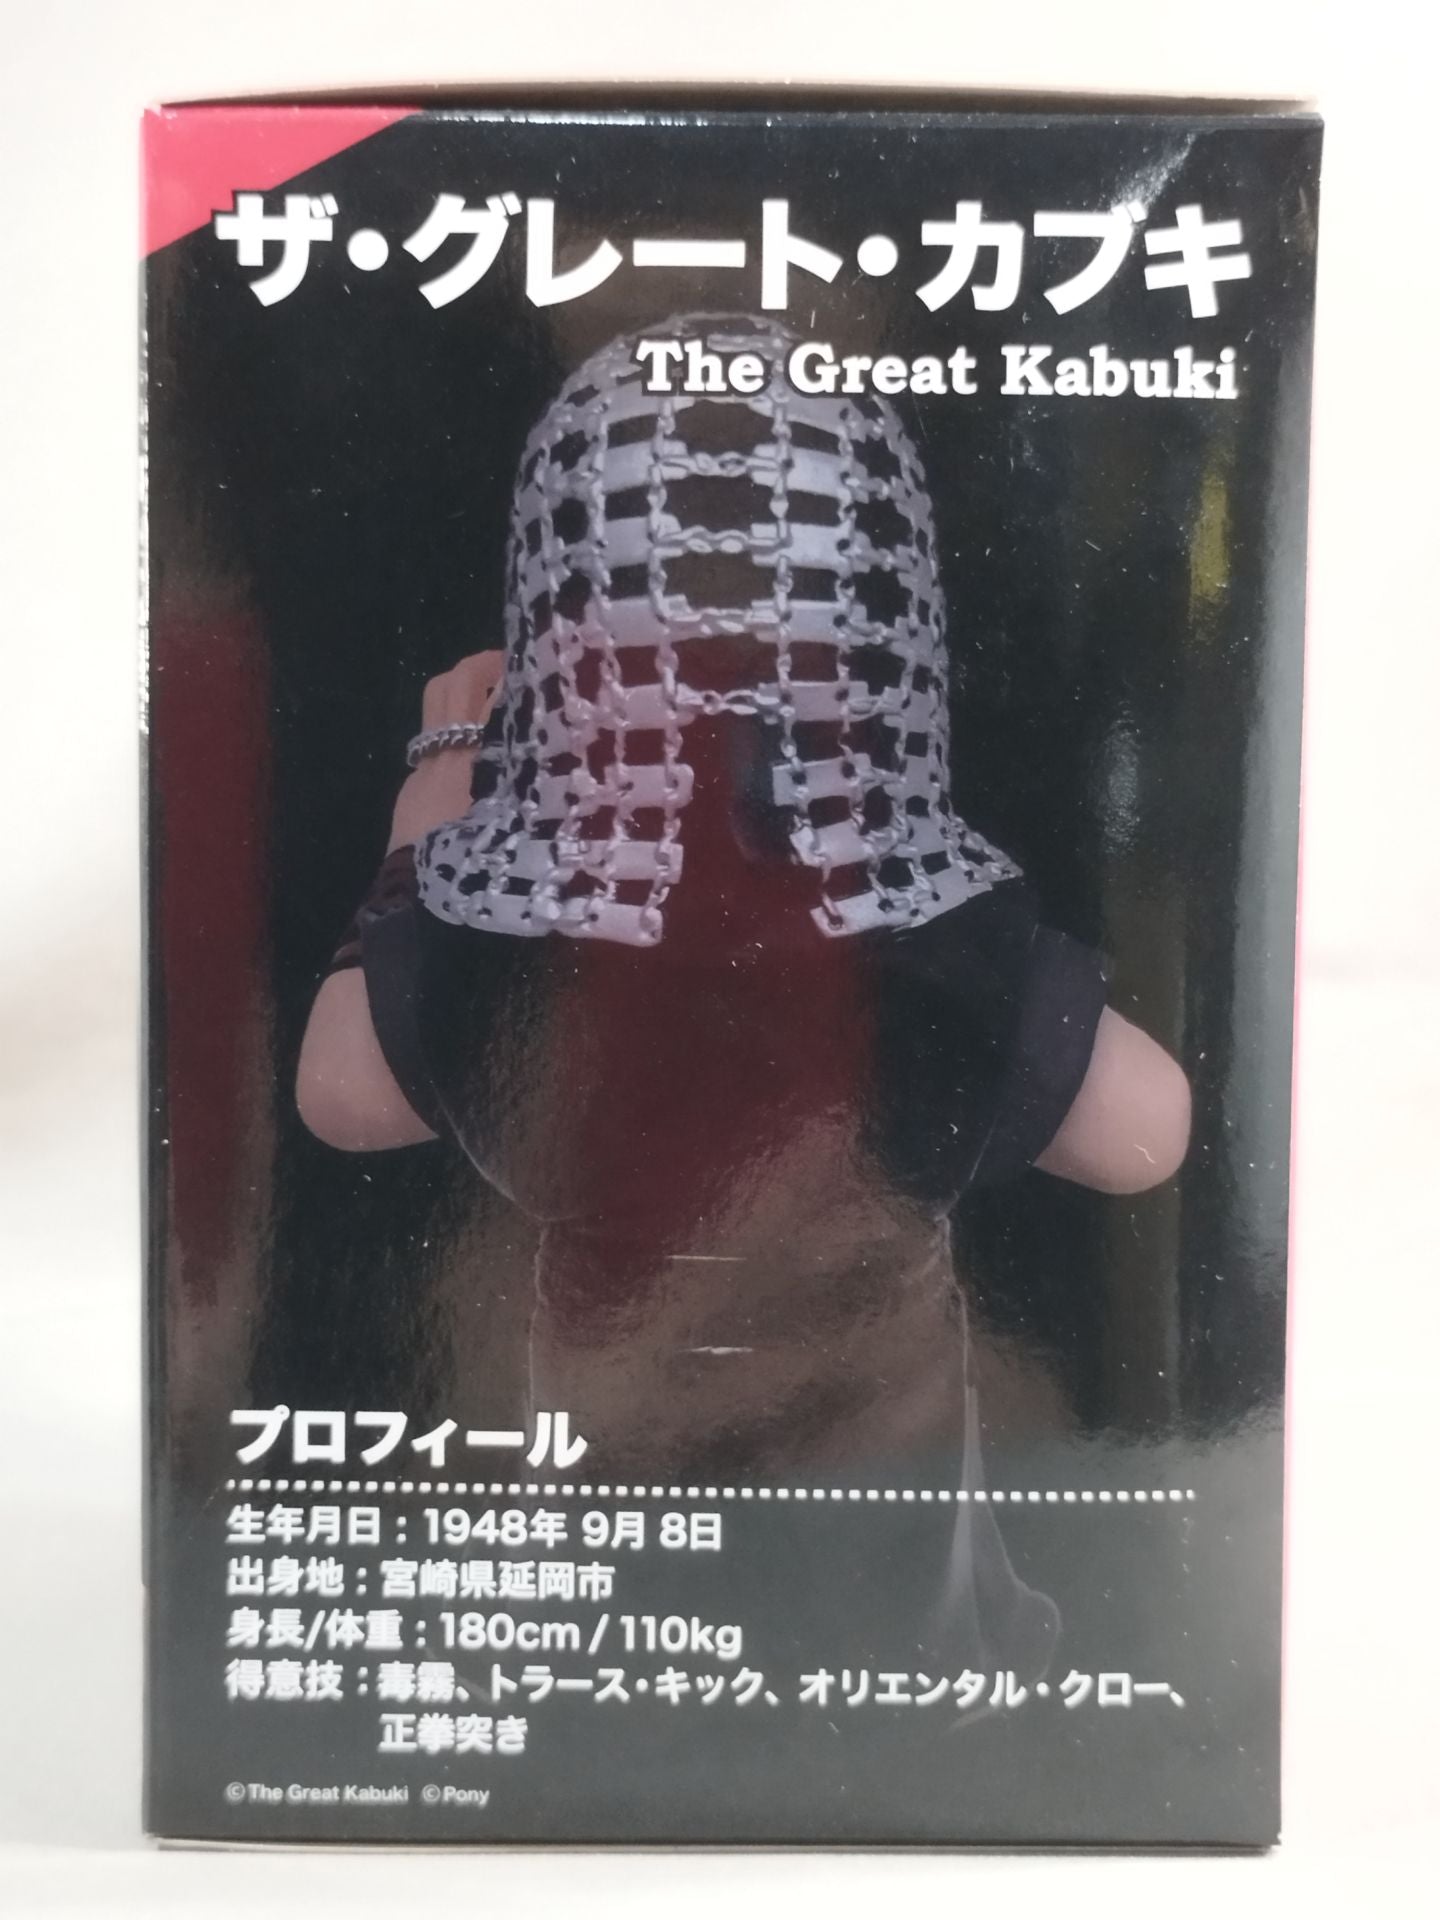 ザ・グレート・カブキ
The Great Kabuki
プロフィール
生年月日：1948年 9月 8日
出身地：宮崎県延岡市
身長/体重：180cm / 110kg
得意技：毒霧、トラース・キック、オリエンタル・クロー、
正拳突き
©The Great Kabuki ©Pony